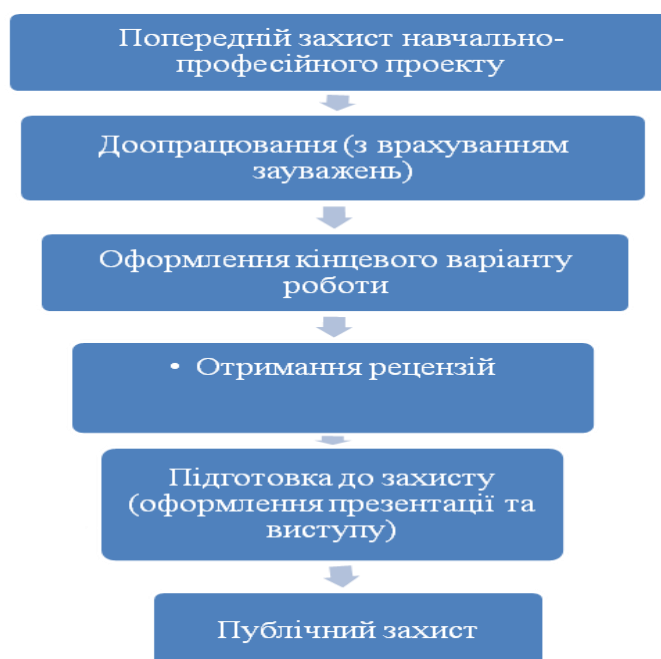 Попередній захист навчально-
професійного проекту
Доопрацювання (з врахуванням
зауважень)
Оформлення кінцевого варіанту
роботи
• Отримання рецензій
Підготовка до захисту
(оформлення презентації та
виступу)
Публічний захист